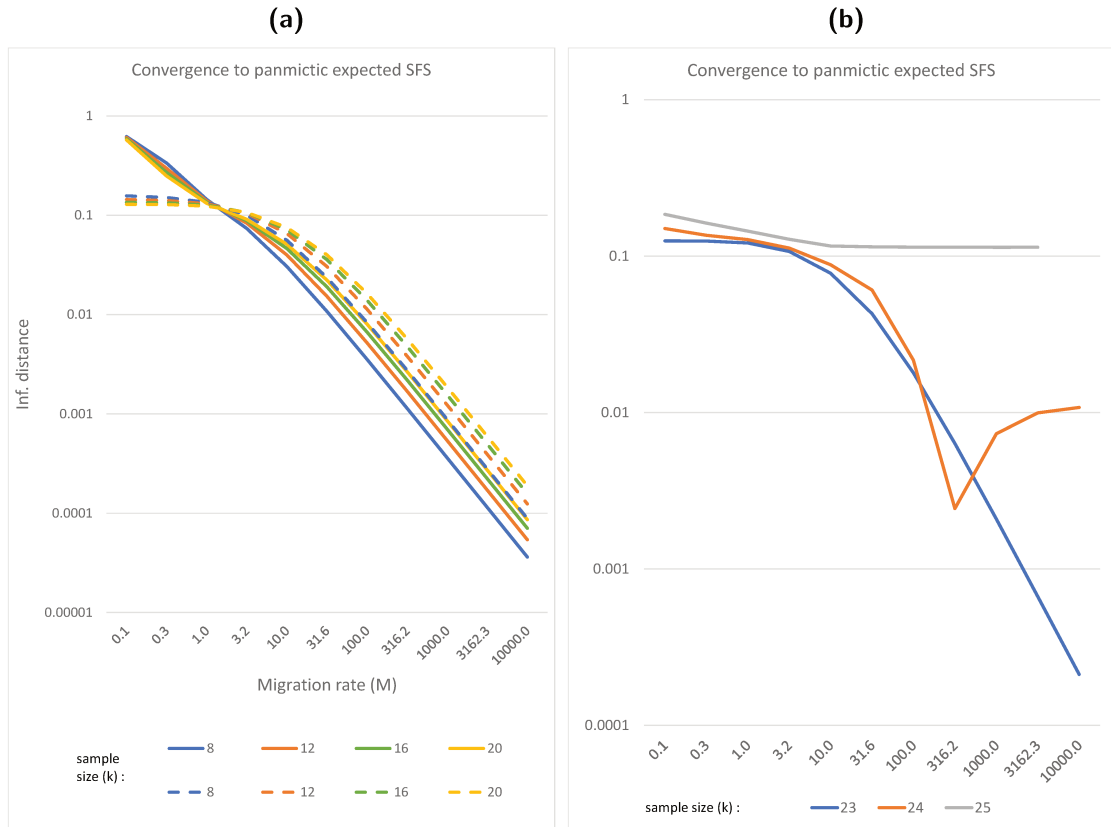 (a)
Convergence to panmictic expected SFS
1
0.1
0.01
0.001
0.0001
0.00001
Inf. distance
0.1 0.3 1.0 3.2 10.0 31.6 100.0 316.2 1000.0 3162.3 10000.0
Migration rate (M)
sample
size (k) :
8 12 16 20
8 12 16 20
(b)
Convergence to panmictic expected SFS
1
0.1
0.01
0.001
0.0001
0.1 0.3 1.0 3.2 10.0 31.6 100.0 316.2 1000.0 3162.3 10000.0
sample size (k) : 23 24 25